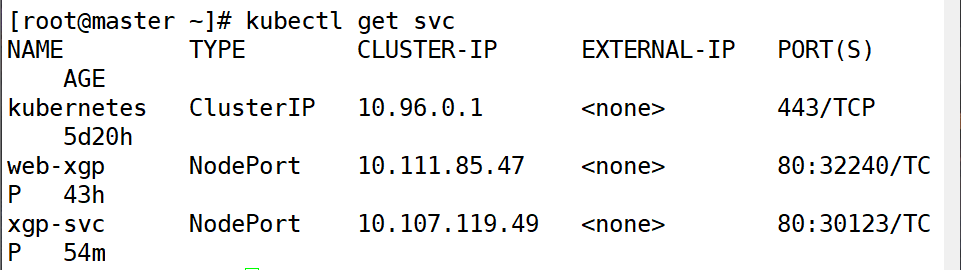 [root@master ~]# kubectl get svc
NAME         TYPE        CLUSTER-IP      EXTERNAL-IP   PORT(S)
    AGE
kubernetes   ClusterIP   10.96.0.1       <none>        443/TCP
    5d20h
web-xgp      NodePort    10.111.85.47    <none>        80:32240/TC
P   43h
xgp-svc      NodePort    10.107.119.49   <none>        80:30123/TC
P   54m